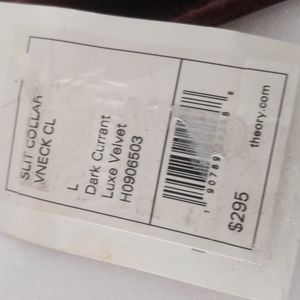 SLIT COLLAR
VNECK CL
L
Dark Currant
Luxe Velvet
H0906503
$295
theory.com